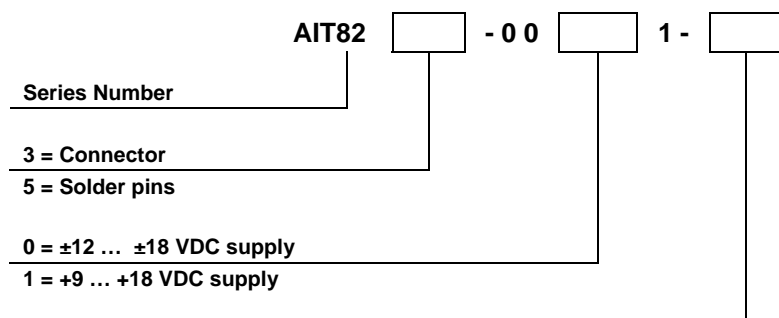 AIT82 - 0 0 1 -
Series Number
3 = Connector
5 = Solder pins
0 = ±12 … ±18 VDC supply
1 = +9 … +18 VDC supply